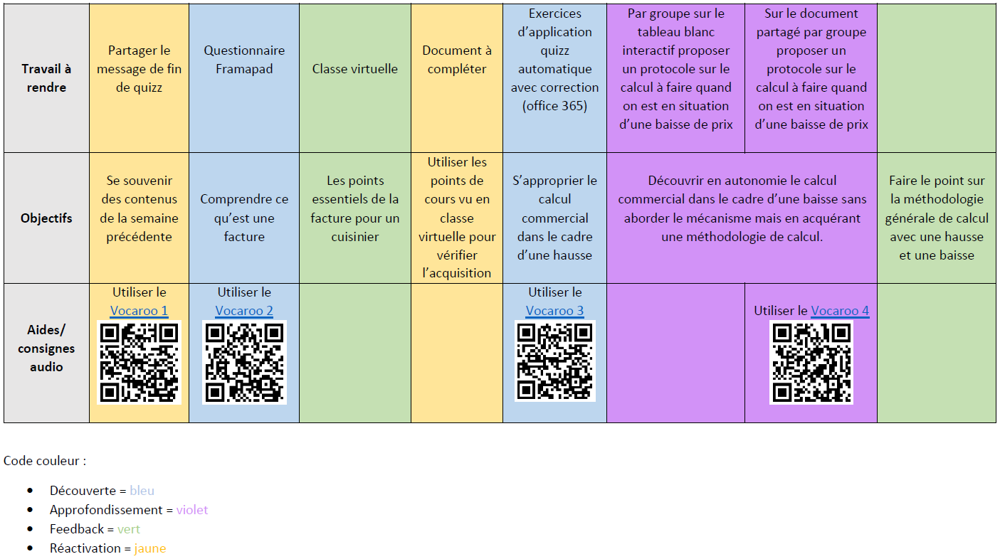 Travail à
rendre
Partager le
message de fin
de quizz
Questionnaire
Framapad
Classe virtuelle
Document à
compléter
Exercices
d’application
quizz
automatique
avec correction
(office 365)
Par groupe sur le
tableau blanc
interactif proposer
un protocole sur le
calcul à faire quand
on est en situation
d’une baisse de prix
Sur le document
partagé par groupe
proposer un
protocole sur le
calcul à faire quand
on est en situation
d’une baisse de prix
Objectifs
Se souvenir
des contenus
de la semaine
précédente
Comprendre ce
qu’est une
facture
Les points
essentiels de la
facture pour un
cuisinier
Utiliser les
points de
cours vu en
classe
virtuelle pour
vérifier
l’acquisition
S’approprier le
calcul
commercial
dans le cadre
d’une hausse
Découvrir en autonomie le calcul
commercial dans le cadre d’une baisse sans
aborder le mécanisme mais en acquérant
une méthodologie de calcul.
Faire le point sur
la méthodologie
générale de calcul
avec une hausse
et une baisse
Aides/
consignes
audio
Utiliser le
Vocaroo 1
Utiliser le
Vocaroo 2
Utiliser le
Vocaroo 3
Utiliser le Vocaroo 4
Code couleur :
• Découverte = bleu
• Approfondissement = violet
• Feedback = vert
• Réactivation = jaune